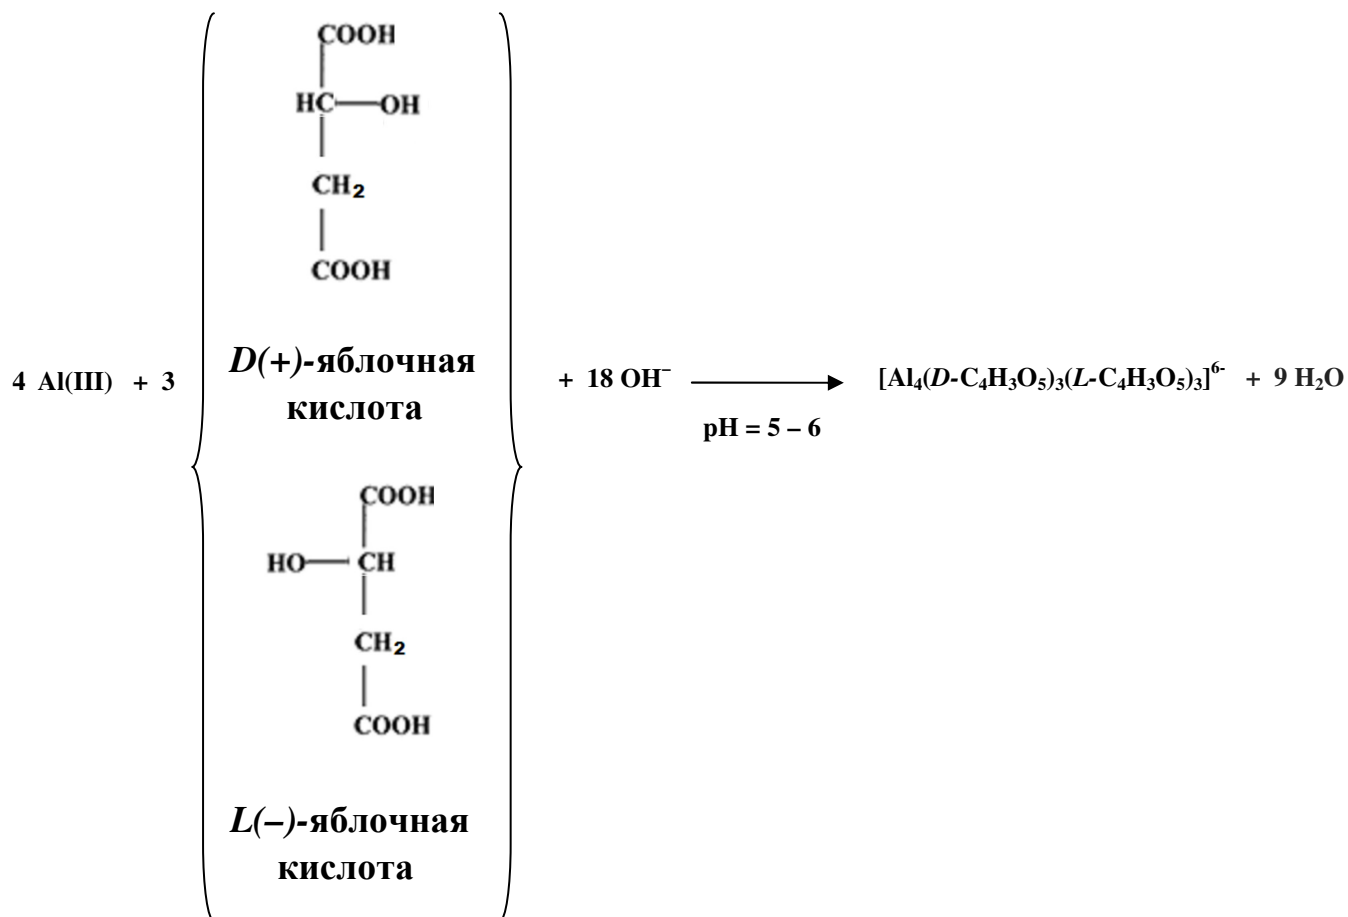 COOH
HC—OH
CH₂
COOH
D(+)-яблочная
кислота
4 Al(III) + 3
+ 18 OH⁻
pH = 5 – 6
[Al₄(D-C₄H₃O₅)₃(L-C₄H₃O₅)₃]⁶⁻ + 9 H₂O
COOH
HO—CH
CH₂
COOH
L(–)-яблочная
кислота